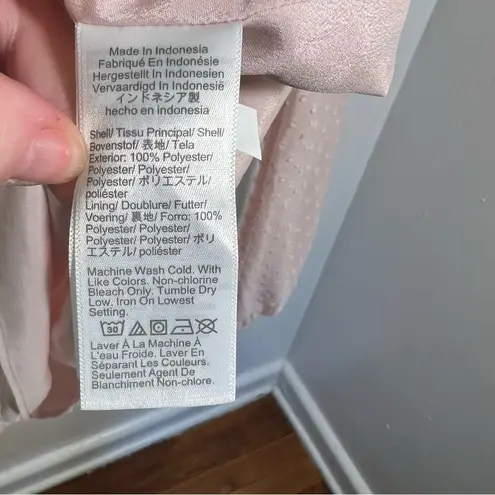 Made In Indonesia
Fabriqué En Indonésie
Hergestellt In Indonesien
Vervaardigd In Indonesië
インドネシア製
hecho en indonesia
Shell/ Tissu Principal/ Shell/
Bovenstof/ 表地/ Tela
Exterior: 100% Polyester/
Polyester/ Polyester/
Polyester/ ポリエステル/
poliéster
Lining/ Doublure/ Futter/
Voering/ 裏地/ Forro: 100%
Polyester/ Polyester/
Polyester/ Polyester/ ポリ
エステル/ poliéster
Machine Wash Cold. With
Like Colors. Non-chlorine
Bleach Only. Tumble Dry
Low. Iron On Lowest
Setting.
30
Laver À La Machine À
L'eau Froide. Laver En
Séparant Les Couleurs.
Seulement Agent De
Blanchiment Non-chlore.